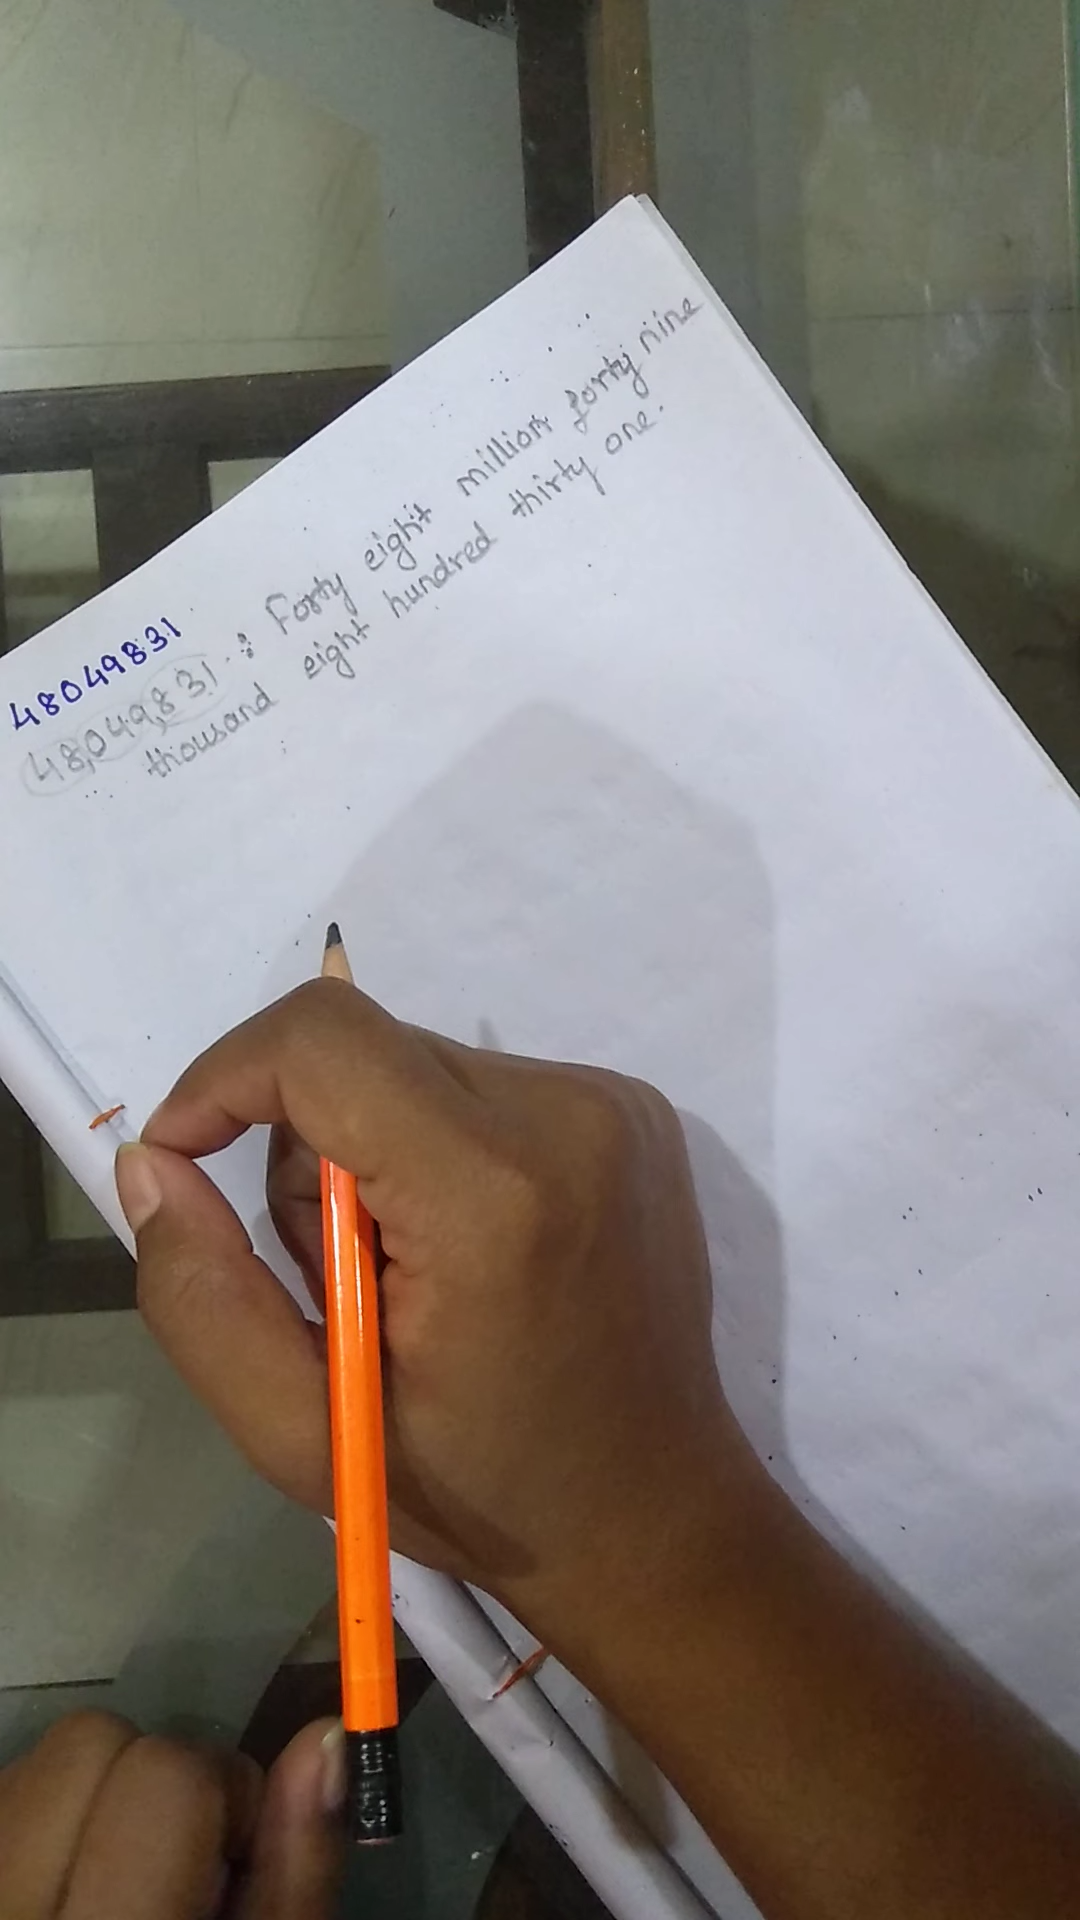 48049831
48,049,831 : Forty eight million forty nine
thousand eight hundred thirty one.